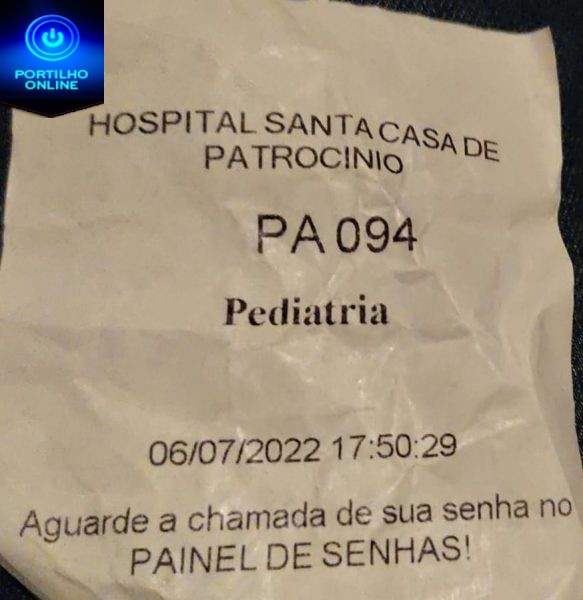 PORTILHO
ONLINE
HOSPITAL SANTA CASA DE
PATROCINIO
PA 094
Pediatria
06/07/2022 17:50:29
Aguarde a chamada de sua senha no
PAINEL DE SENHAS!